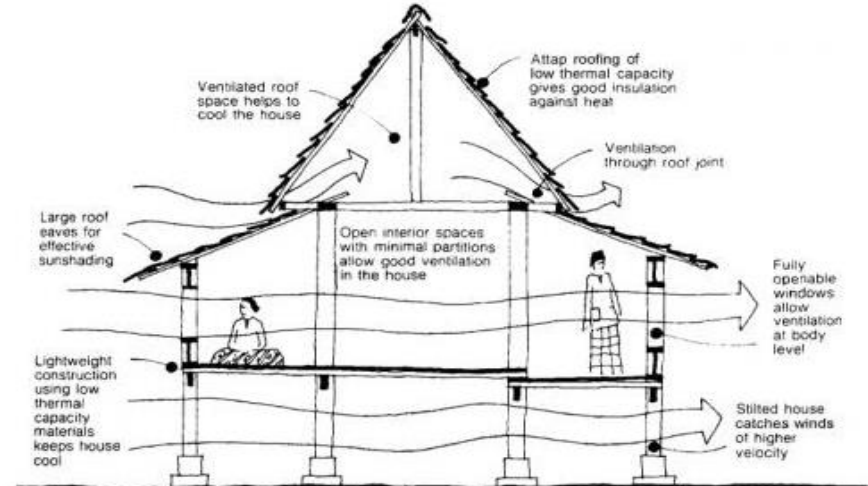 Ventilated roof
space helps to
cool the house
Attap roofing of
low thermal capacity
gives good insulation
against heat
Ventilation
through roof joint
Large roof
eaves for
effective
sunshading
Open interior spaces
with minimal partitions
allow good ventilation
in the house
Fully
openable
windows
allow
ventilation
at body
level
Lightweight
construction
using low
thermal
capacity
materials
keeps house
cool
Stilted house
catches winds
of higher
velocity